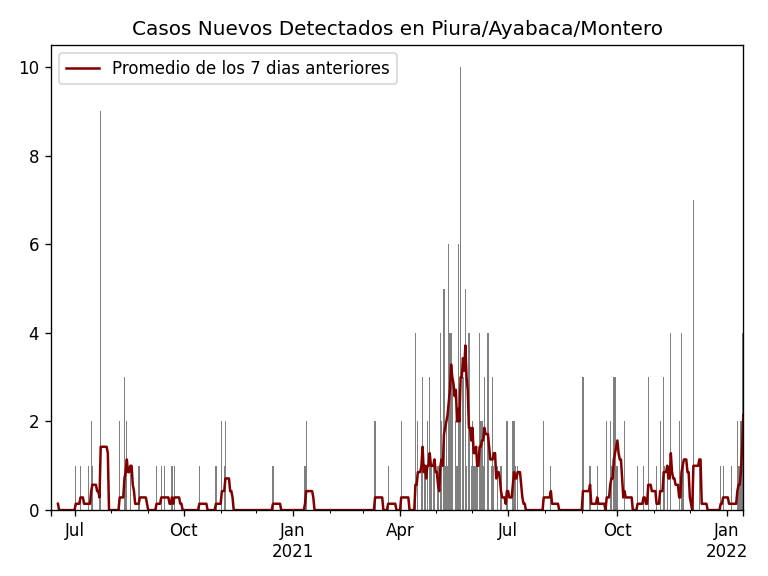 Casos Nuevos Detectados en Piura/Ayabaca/Montero
Promedio de los 7 dias anteriores
10
8
6
4
2
0
Jul
Oct
Jan
2021
Apr
Jul
Oct
Jan
2022